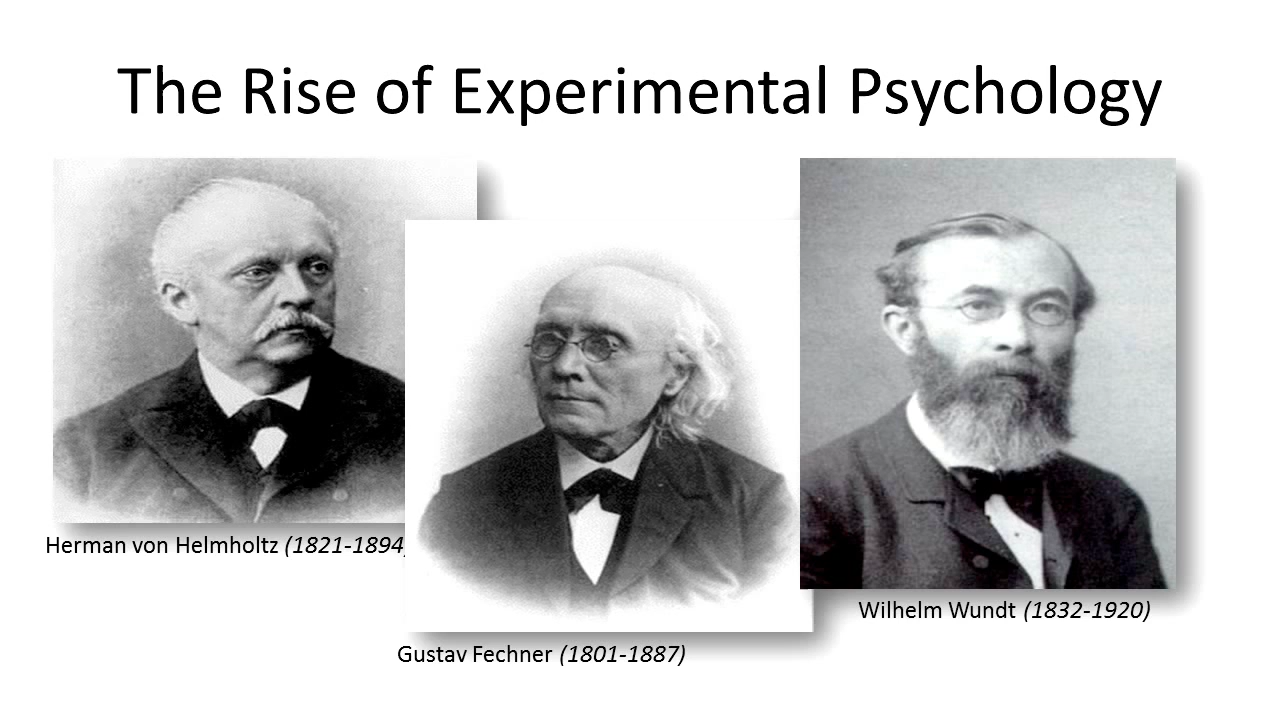 The Rise of Experimental Psychology
Herman von Helmholtz (1821-1894)
Gustav Fechner (1801-1887)
Wilhelm Wundt (1832-1920)